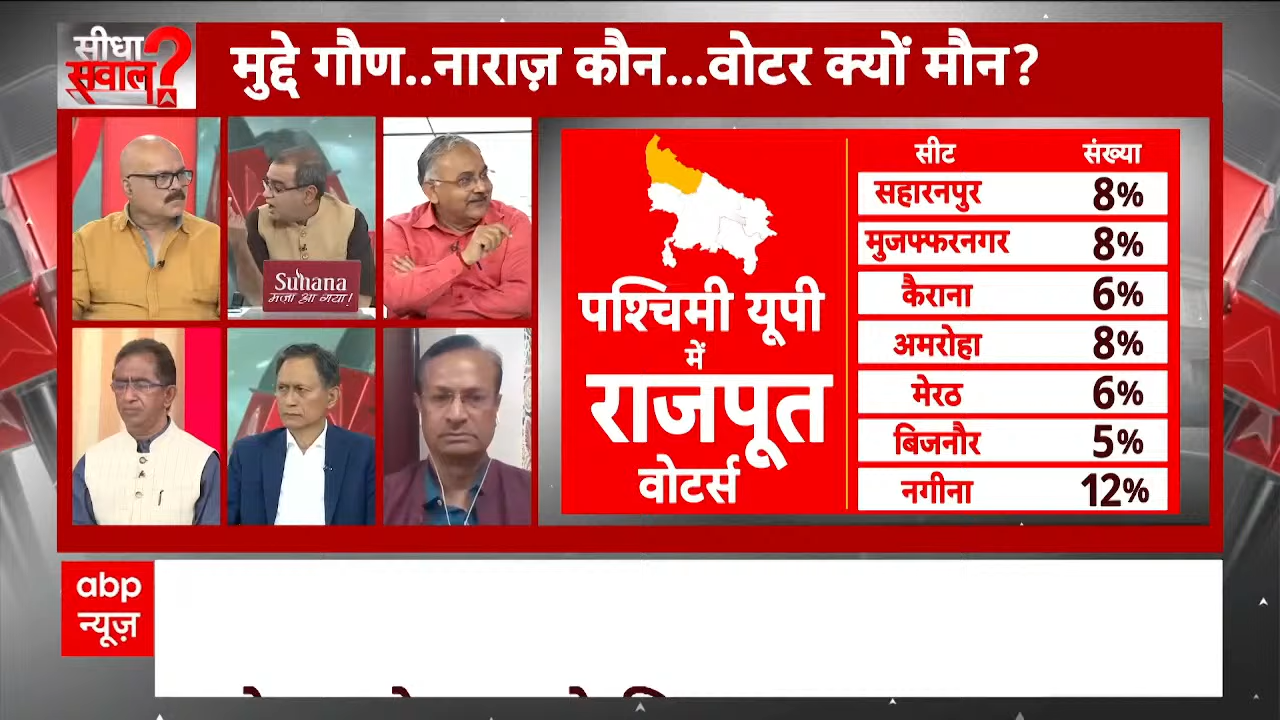 सीधा सवाल?
मुद्दे गौण..नाराज़ कौन...वोटर क्यों मौन?
Suhana
मज़ा आ गया!
पश्चिमी यूपी
में
राजपूत
वोटर्स
सीट संख्या
सहारनपुर 8%
मुजफ्फरनगर 8%
कैराना 6%
अमरोहा 8%
मेरठ 6%
बिजनौर 5%
नगीना 12%
abp
न्यूज़